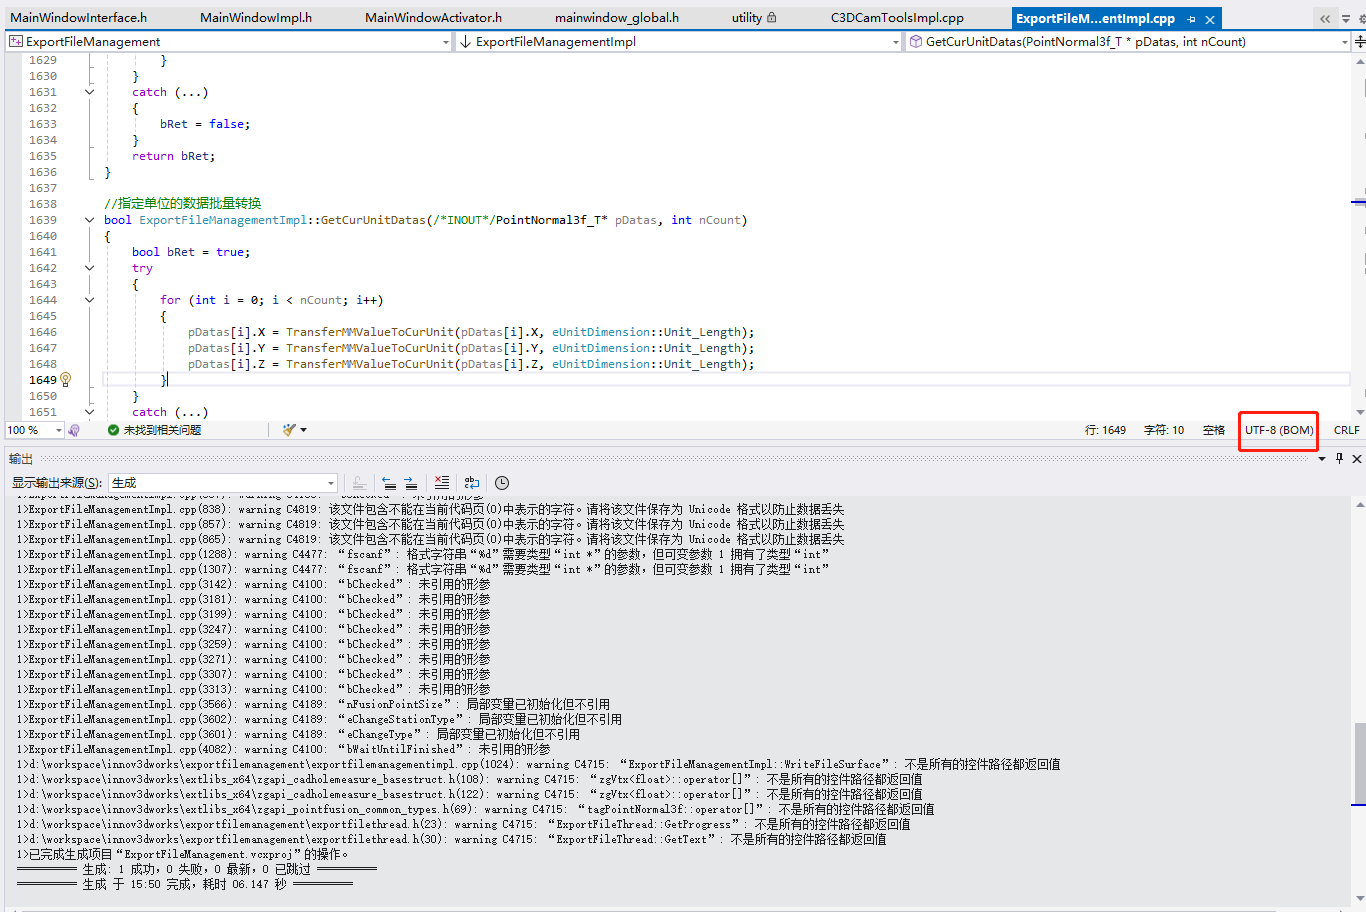 MainWindowInterface.h MainWindowImpl.h MainWindowActivator.h mainwindow_global.h utility C3DCamToolsImpl.cpp ExportFileM...entImpl.cpp
ExportFileManagement ExportFileManagementImpl GetCurUnitDatas(PointNormal3f_T * pDatas, int nCount)
1629 }
1630 }
1631 catch (...)
1632 {
1633 bRet = false;
1634 }
1635 return bRet;
1636 }
1637
1638 //指定单位的数据批量转换
1639 bool ExportFileManagementImpl::GetCurUnitDatas(/*INOUT*/PointNormal3f_T* pDatas, int nCount)
1640 {
1641 bool bRet = true;
1642 try
1643 {
1644 for (int i = 0; i < nCount; i++)
1645 {
1646 pDatas[i].X = TransferMMValueToCurUnit(pDatas[i].X, eUnitDimension::Unit_Length);
1647 pDatas[i].Y = TransferMMValueToCurUnit(pDatas[i].Y, eUnitDimension::Unit_Length);
1648 pDatas[i].Z = TransferMMValueToCurUnit(pDatas[i].Z, eUnitDimension::Unit_Length);
1649 }
1650 }
1651 catch (...)
100 % 未找到相关问题 行: 1649 字符: 10 空格 UTF-8 (BOM) CRLF
输出
显示输出来源(S): 生成
1>ExportFileManagementImpl.cpp(838): warning C4819: 该文件包含不能在当前代码页(0)中表示的字符。请将该文件保存为 Unicode 格式以防止数据丢失
1>ExportFileManagementImpl.cpp(857): warning C4819: 该文件包含不能在当前代码页(0)中表示的字符。请将该文件保存为 Unicode 格式以防止数据丢失
1>ExportFileManagementImpl.cpp(865): warning C4819: 该文件包含不能在当前代码页(0)中表示的字符。请将该文件保存为 Unicode 格式以防止数据丢失
1>ExportFileManagementImpl.cpp(1288): warning C4477: “fscanf”: 格式字符串“%d”需要类型“int *”的参数，但可变参数 1 拥有了类型“int”
1>ExportFileManagementImpl.cpp(1307): warning C4477: “fscanf”: 格式字符串“%d”需要类型“int *”的参数，但可变参数 1 拥有了类型“int”
1>ExportFileManagementImpl.cpp(3142): warning C4100: “bChecked”: 未引用的形参
1>ExportFileManagementImpl.cpp(3181): warning C4100: “bChecked”: 未引用的形参
1>ExportFileManagementImpl.cpp(3199): warning C4100: “bChecked”: 未引用的形参
1>ExportFileManagementImpl.cpp(3247): warning C4100: “bChecked”: 未引用的形参
1>ExportFileManagementImpl.cpp(3259): warning C4100: “bChecked”: 未引用的形参
1>ExportFileManagementImpl.cpp(3271): warning C4100: “bChecked”: 未引用的形参
1>ExportFileManagementImpl.cpp(3307): warning C4100: “bChecked”: 未引用的形参
1>ExportFileManagementImpl.cpp(3313): warning C4100: “bChecked”: 未引用的形参
1>ExportFileManagementImpl.cpp(3566): warning C4189: “nFusionPointSize”: 局部变量已初始化但不引用
1>ExportFileManagementImpl.cpp(3602): warning C4189: “eChangeStationType”: 局部变量已初始化但不引用
1>ExportFileManagementImpl.cpp(3601): warning C4189: “eChangeType”: 局部变量已初始化但不引用
1>ExportFileManagementImpl.cpp(4082): warning C4100: “bWaitUntilFinished”: 未引用的形参
1>d:\workspace\innov3dworks\exportfilemanagement\exportfilemanagementimpl.cpp(1024): warning C4715: “ExportFileManagementImpl::WriteFileSurface”: 不是所有的控件路径都返回值
1>d:\workspace\innov3dworks\extlibs_x64\zgapi_cadholemeasure_basestruct.h(108): warning C4715: “zgVtx<float>::operator[]”: 不是所有的控件路径都返回值
1>d:\workspace\innov3dworks\extlibs_x64\zgapi_cadholemeasure_basestruct.h(122): warning C4715: “zgVtx<float>::operator[]”: 不是所有的控件路径都返回值
1>d:\workspace\innov3dworks\extlibs_x64\zgapi_pointfusion_common_types.h(69): warning C4715: “tagPointNormal3f::operator[]”: 不是所有的控件路径都返回值
1>d:\workspace\innov3dworks\exportfilemanagement\exportfilethread.h(23): warning C4715: “ExportFileThread::GetProgress”: 不是所有的控件路径都返回值
1>d:\workspace\innov3dworks\exportfilemanagement\exportfilethread.h(30): warning C4715: “ExportFileThread::GetText”: 不是所有的控件路径都返回值
1>已完成生成项目“ExportFileManagement.vcxproj”的操作。
========== 生成: 1 成功，0 失败，0 最新，0 已跳过 ==========
========== 生成 于 15:50 完成，耗时 06.147 秒 ==========